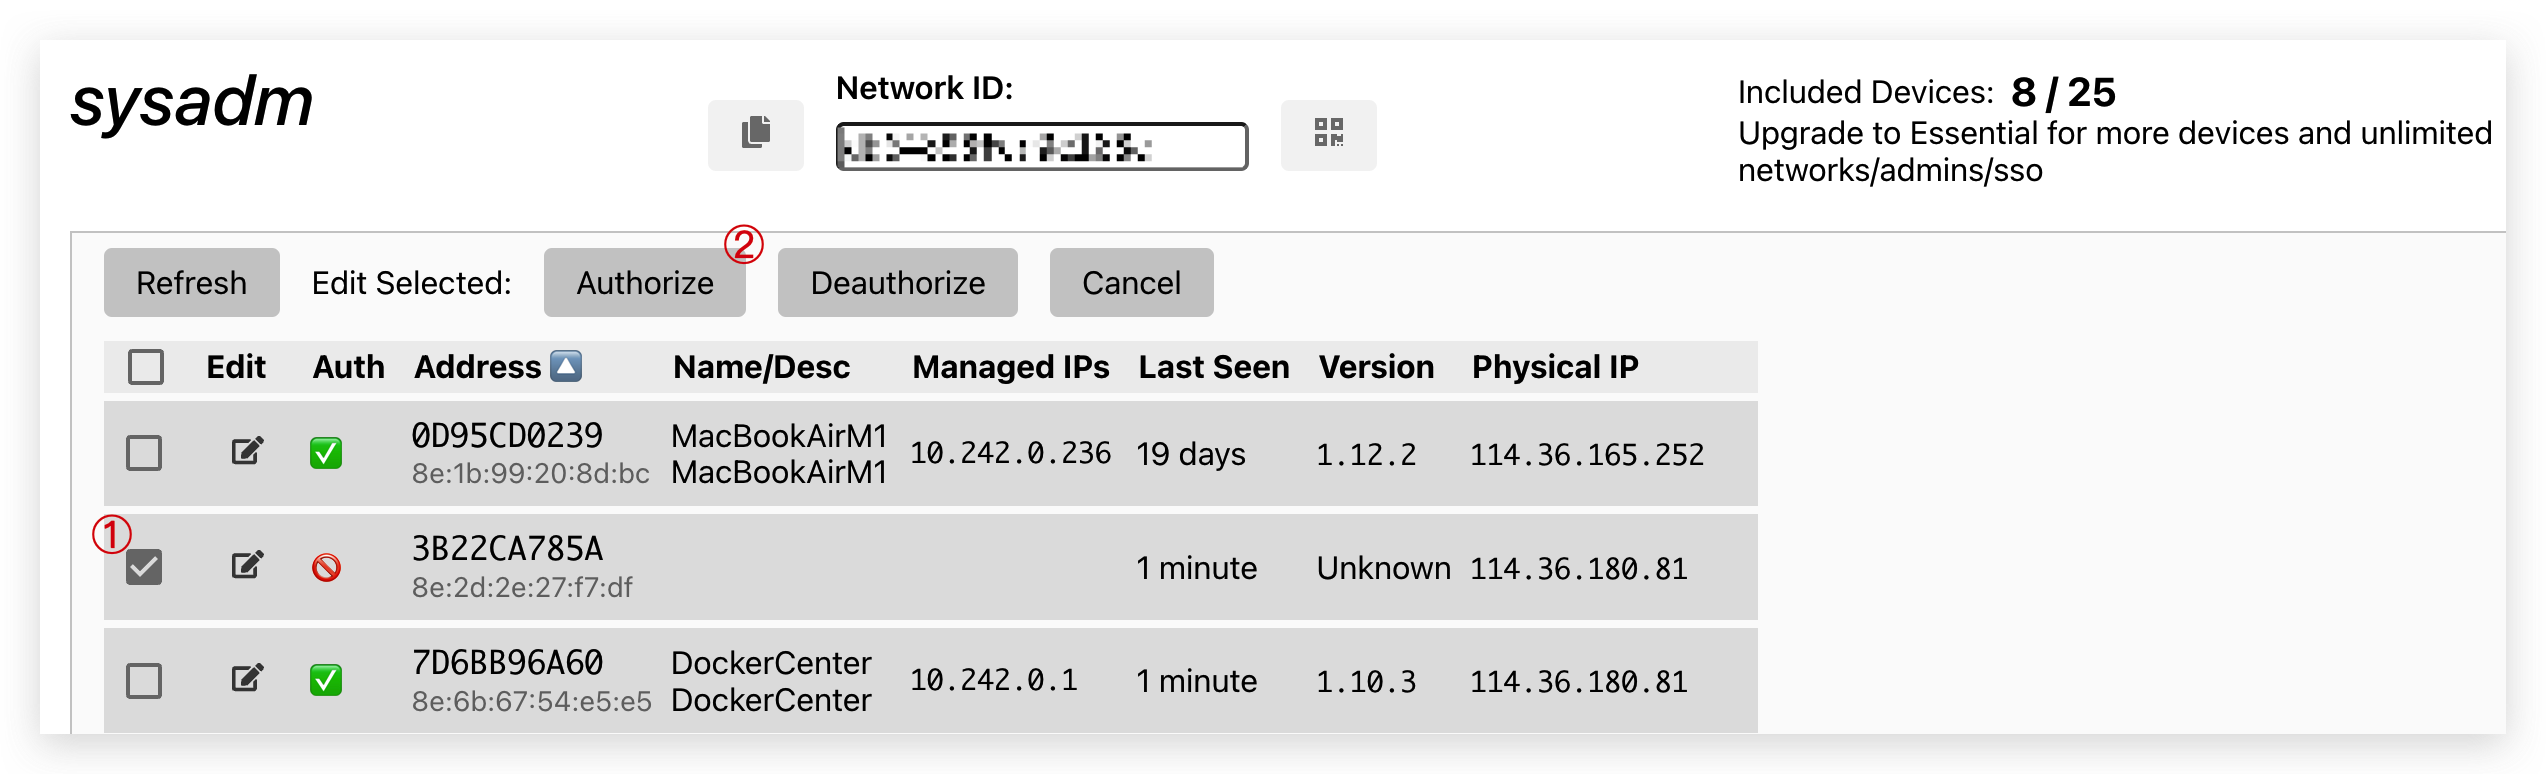 sysadm
Network ID:
Included Devices: 8 / 25
Upgrade to Essential for more devices and unlimited
networks/admins/sso
②
Refresh Edit Selected: Authorize Deauthorize Cancel
Edit Auth Address Name/Desc Managed IPs Last Seen Version Physical IP
0D95CD0239 MacBookAirM1 10.242.0.236 19 days 1.12.2 114.36.165.252
8e:1b:99:20:8d:bc MacBookAirM1
①
3B22CA785A 1 minute Unknown 114.36.180.81
8e:2d:2e:27:f7:df
7D6BB96A60 DockerCenter 10.242.0.1 1 minute 1.10.3 114.36.180.81
8e:6b:67:54:e5:e5 DockerCenter